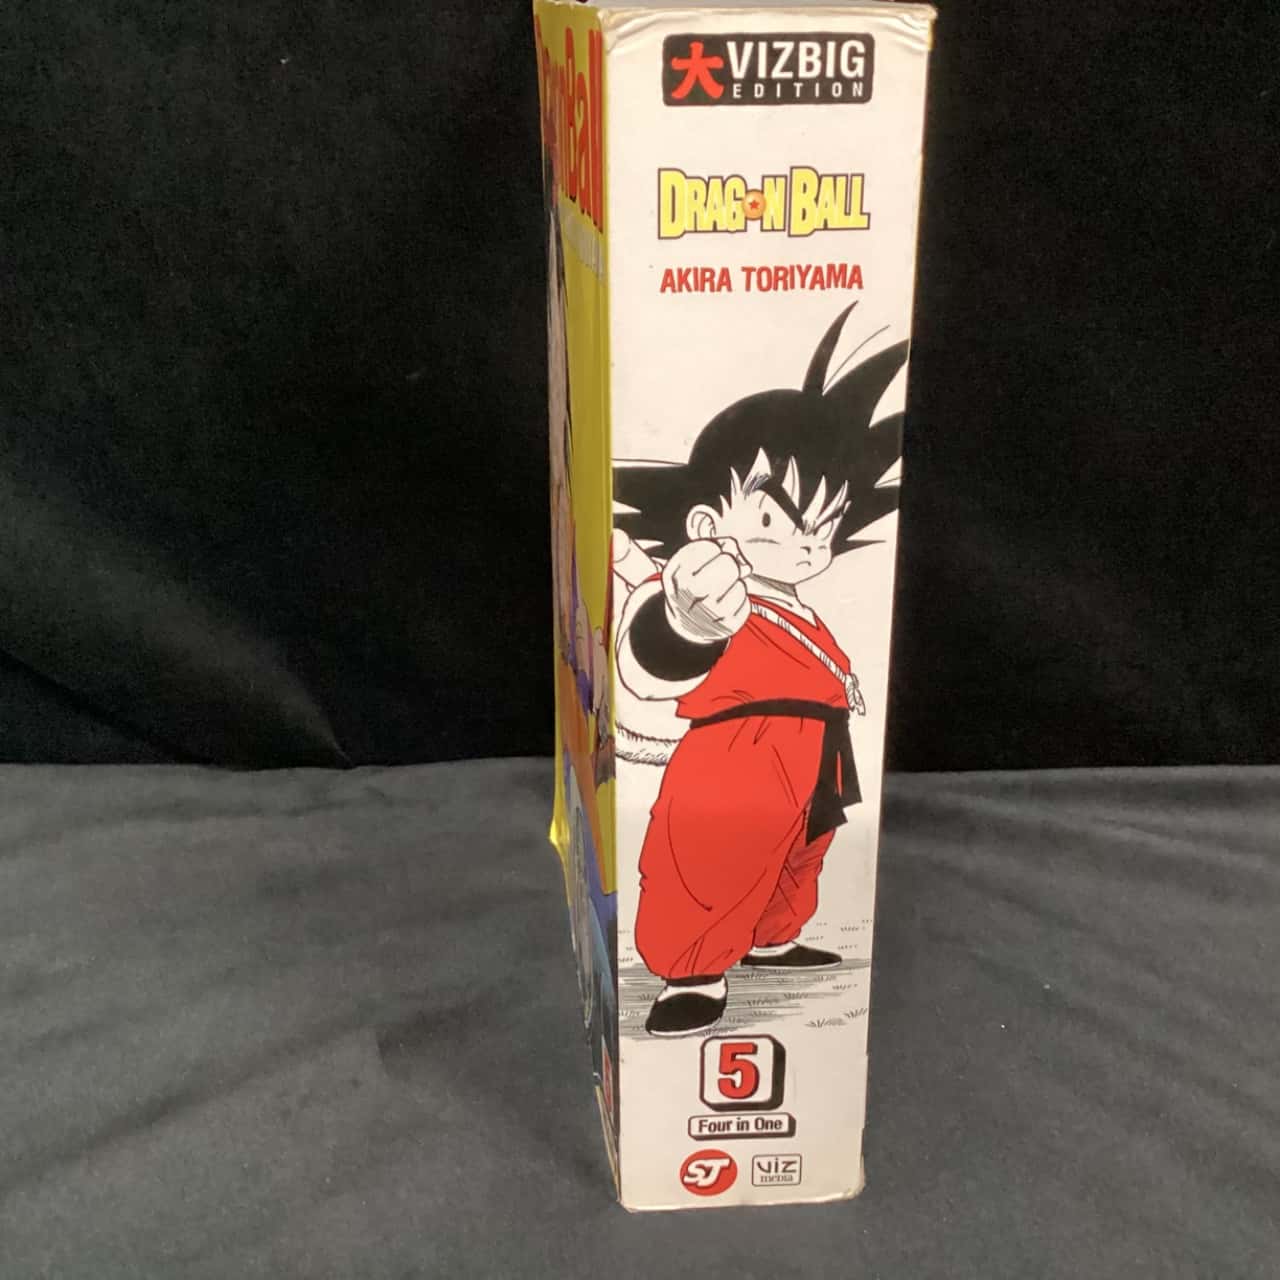 大 VIZBIG
EDITION
DRAGON BALL
AKIRA TORIYAMA
5
Four in One
SJ
VIZ
media